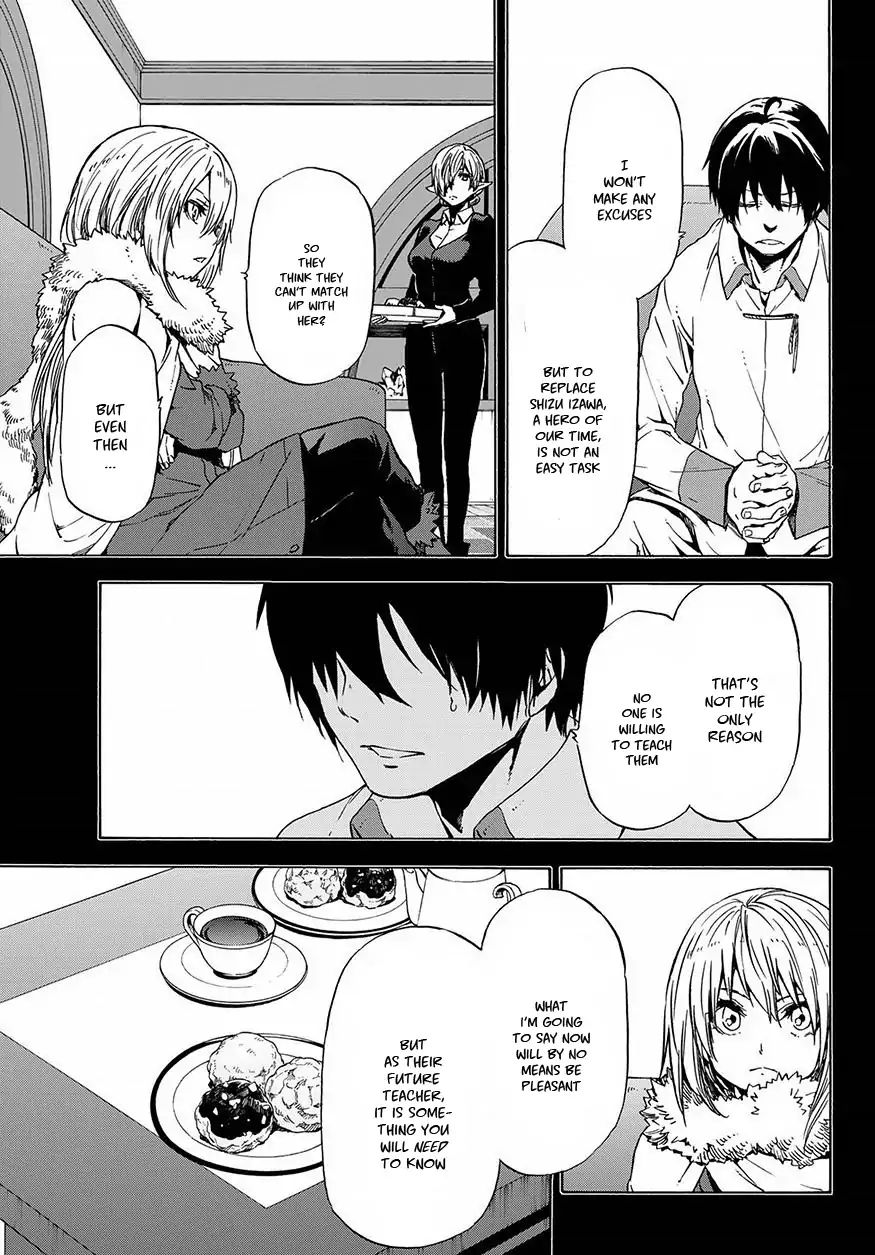 I
WON'T
MAKE ANY
EXCUSES
BUT TO
REPLACE
SHIZU IZAWA,
A HERO OF
OUR TIME,
IS NOT AN
EASY TASK
SO
THEY
THINK THEY
CAN'T MATCH
UP WITH
HER?
BUT
EVEN
THEN
...
THAT'S
NOT THE
ONLY
REASON
NO
ONE IS
WILLING
TO TEACH
THEM
WHAT
I'M GOING
TO SAY NOW
WILL BY NO
MEANS BE
PLEASANT
BUT
AS THEIR
FUTURE
TEACHER,
IT IS SOME-
THING YOU
WILL NEED
TO KNOW